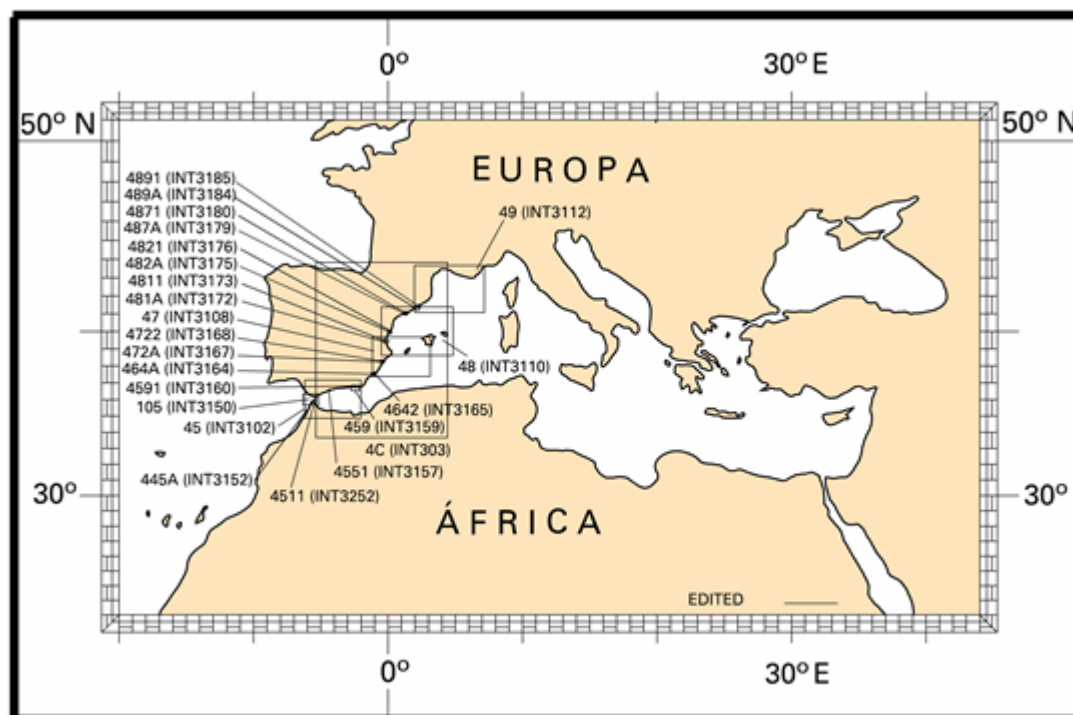 0º 30º E
50º N 50º N
EUROPA
4891 (INT3185)
489A (INT3184)
4871 (INT3180)
487A (INT3179)
4821 (INT3176)
482A (INT3175)
4811 (INT3173)
481A (INT3172)
47 (INT3108)
4722 (INT3168)
472A (INT3167)
464A (INT3164)
4591 (INT3160)
105 (INT3150)
45 (INT3102)
445A (INT3152)
4511 (INT3252)
49 (INT3112)
48 (INT3110)
4642 (INT3165)
459 (INT3159)
4C (INT303)
4551 (INT3157)
30º 30º
ÁFRICA
EDITED
0º 30º E